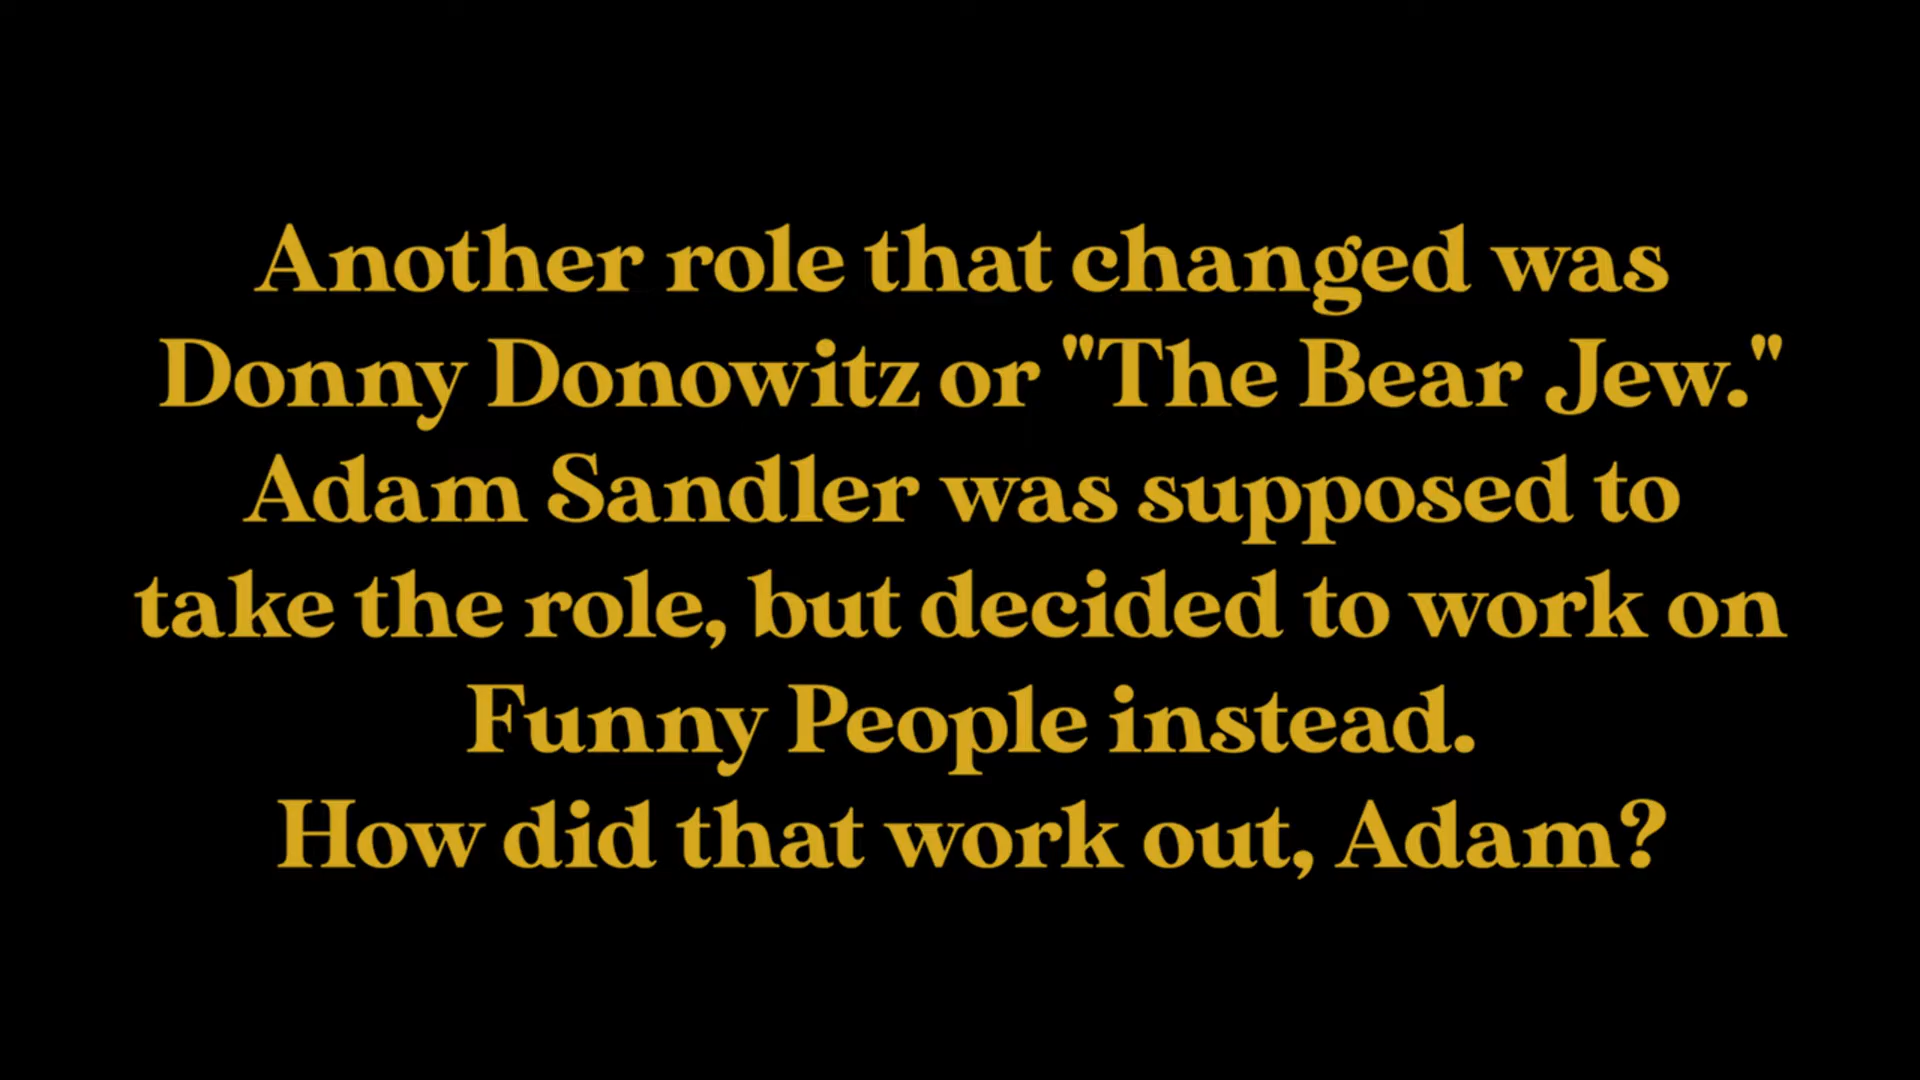 Another role that changed was
Donny Donowitz or "The Bear Jew."
Adam Sandler was supposed to
take the role, but decided to work on
Funny People instead.
How did that work out, Adam?